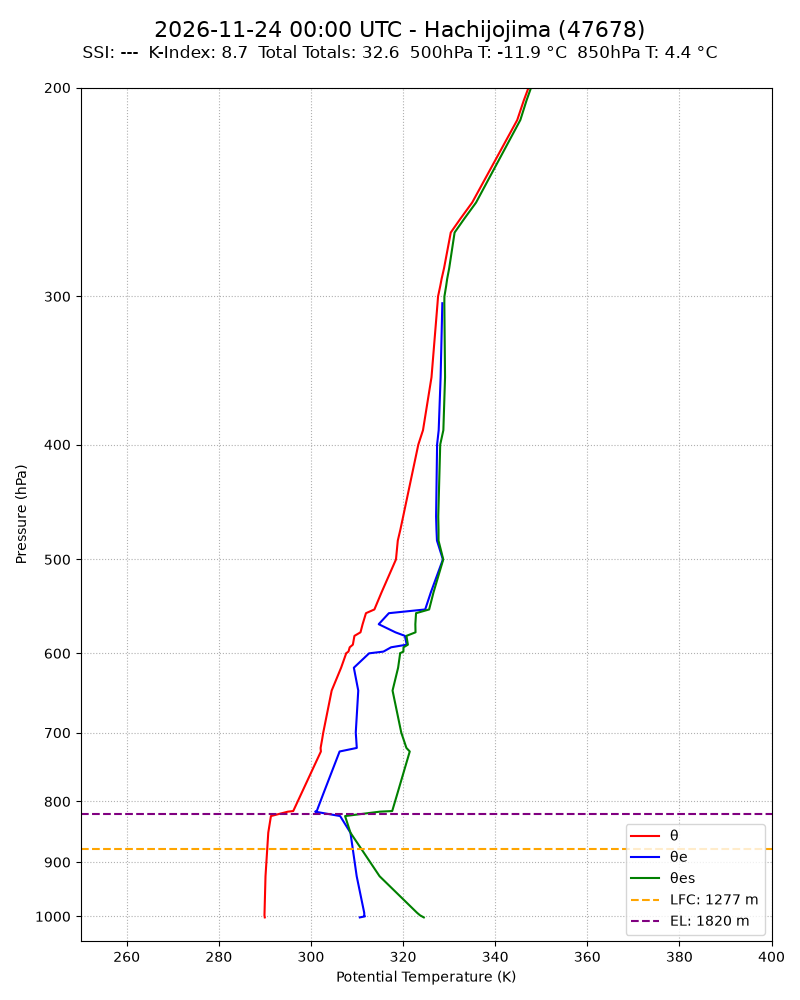 2026-11-24 00:00 UTC - Hachijojima (47678)
SSI: --- K-Index: 8.7 Total Totals: 32.6 500hPa T: -11.9 °C 850hPa T: 4.4 °C
200
300
400
500
600
700
800
900
1000
Pressure (hPa)
θ
θe
θes
LFC: 1277 m
EL: 1820 m
260 280 300 320 340 360 380 400
Potential Temperature (K)